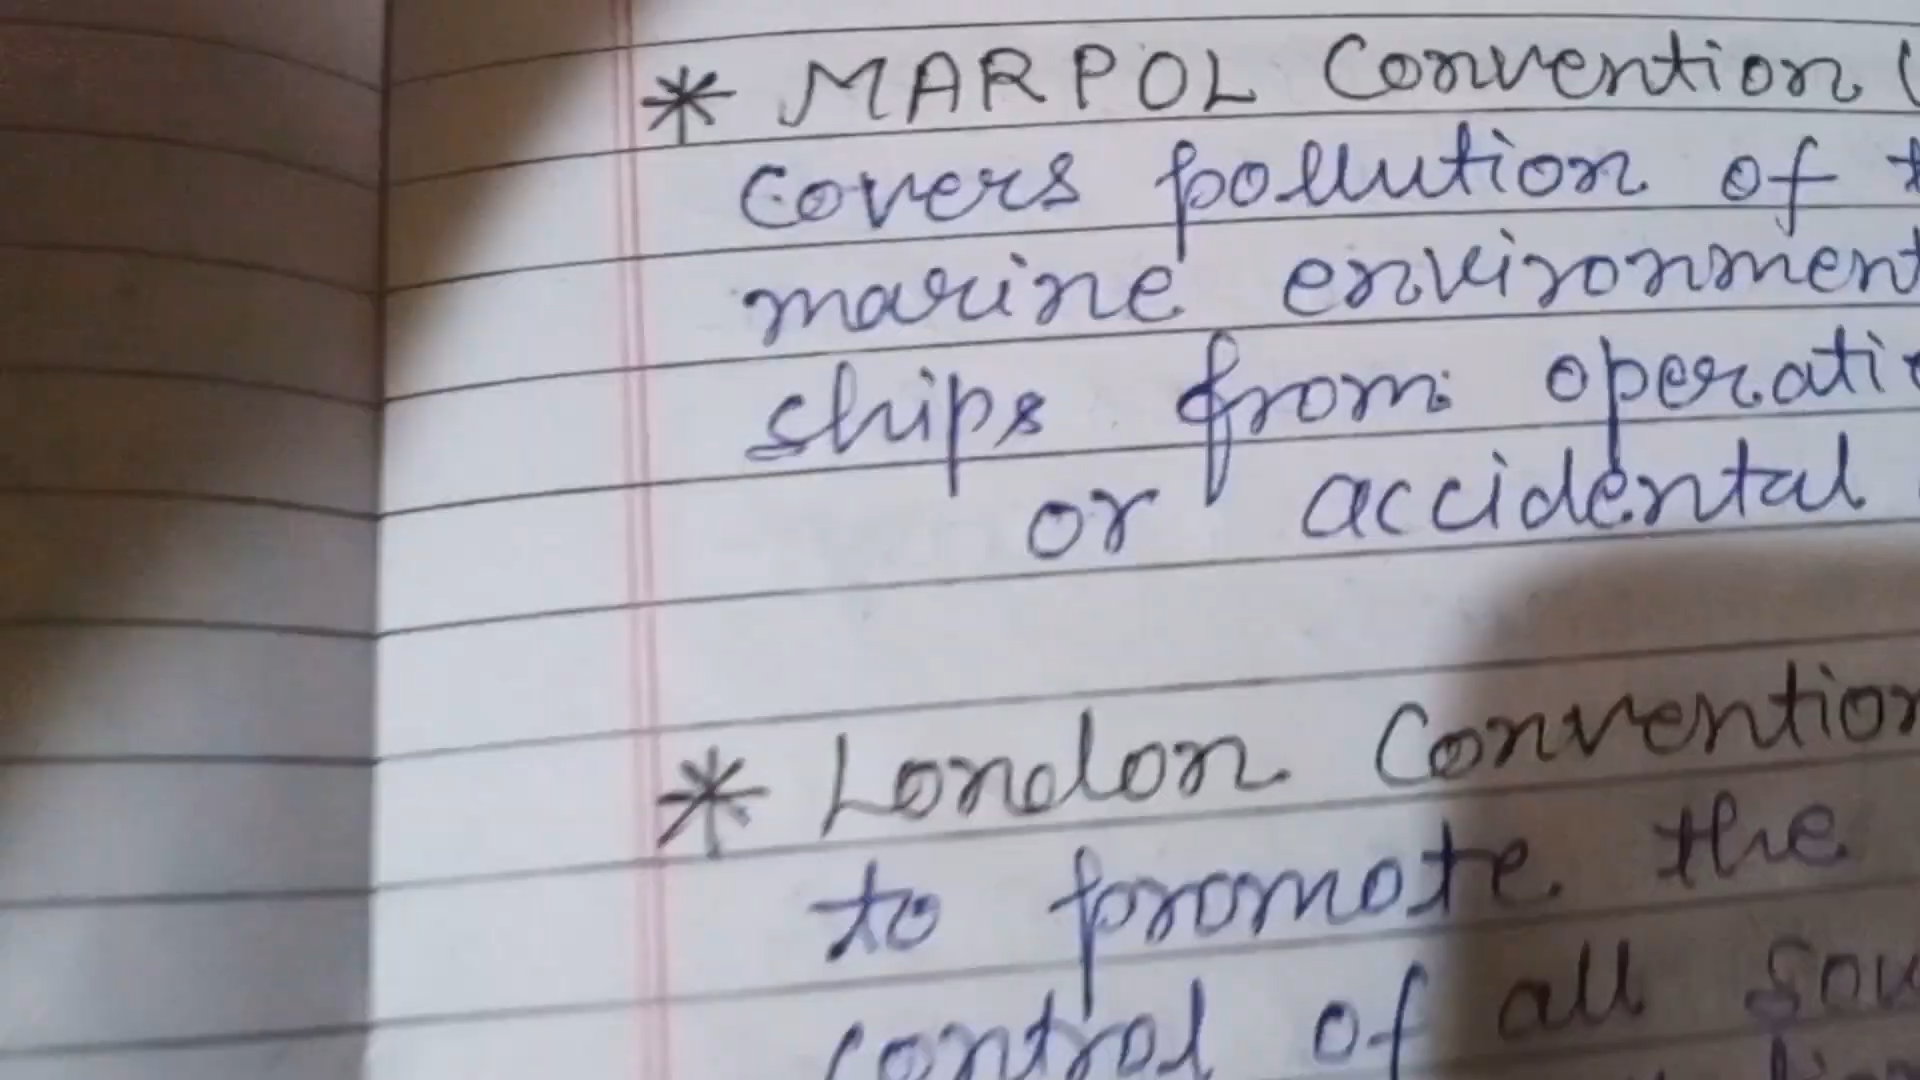 * MARPOL Convention (
covers pollution of
marine environment
ships from operati
or accidental
* London Convention
to promote the
control of all sou